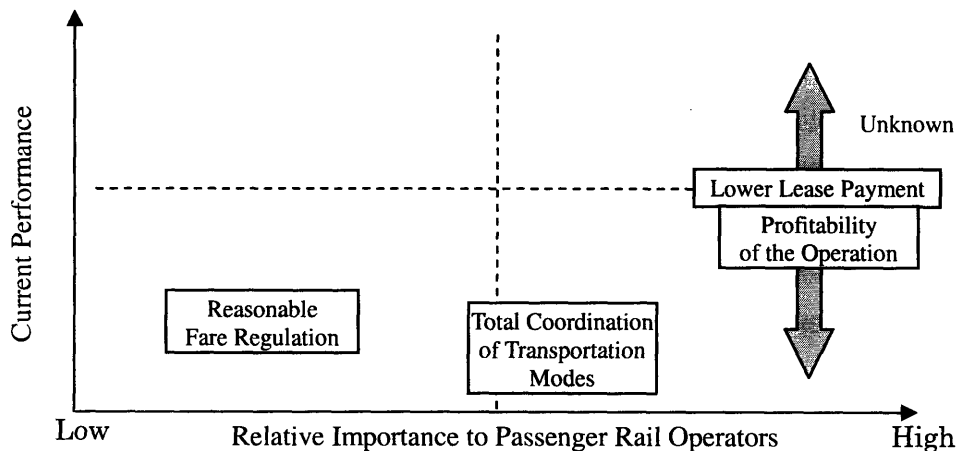 Current Performance
Unknown
Lower Lease Payment
Profitability
of the Operation
Reasonable
Fare Regulation
Total Coordination
of Transportation
Modes
Low
Relative Importance to Passenger Rail Operators
High